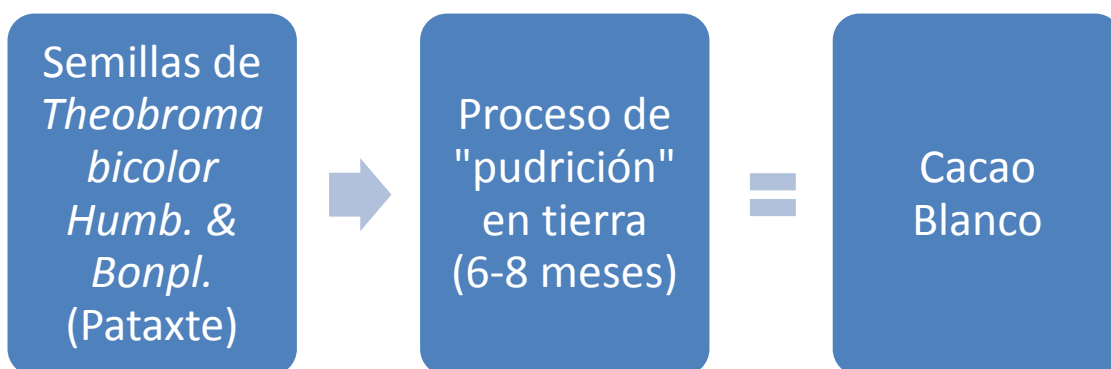 Semillas de
Theobroma
bicolor
Humb. &
Bonpl.
(Pataxte)
Proceso de
"pudrición"
en tierra
(6-8 meses)
Cacao
Blanco